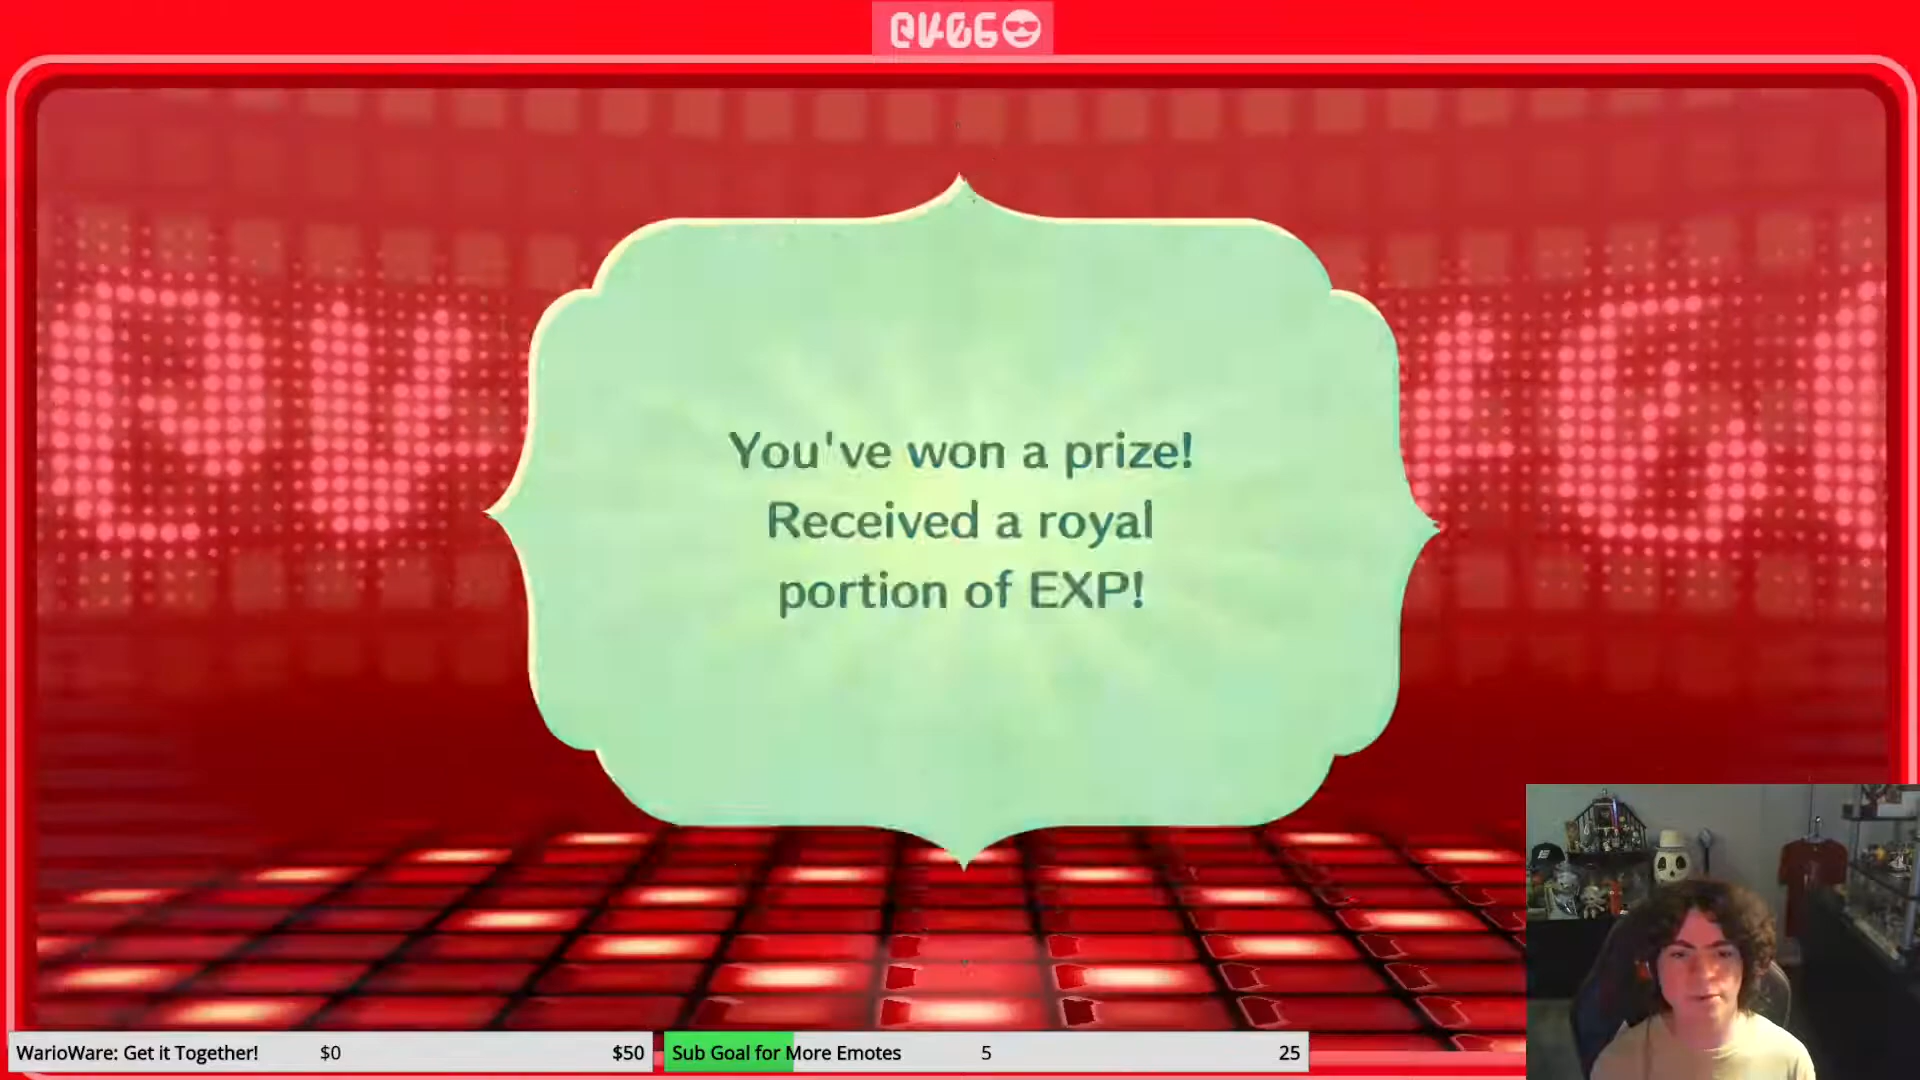 You've won a prize!
Received a royal
portion of EXP!
WarioWare: Get it Together! $0 $50
Sub Goal for More Emotes 5 25